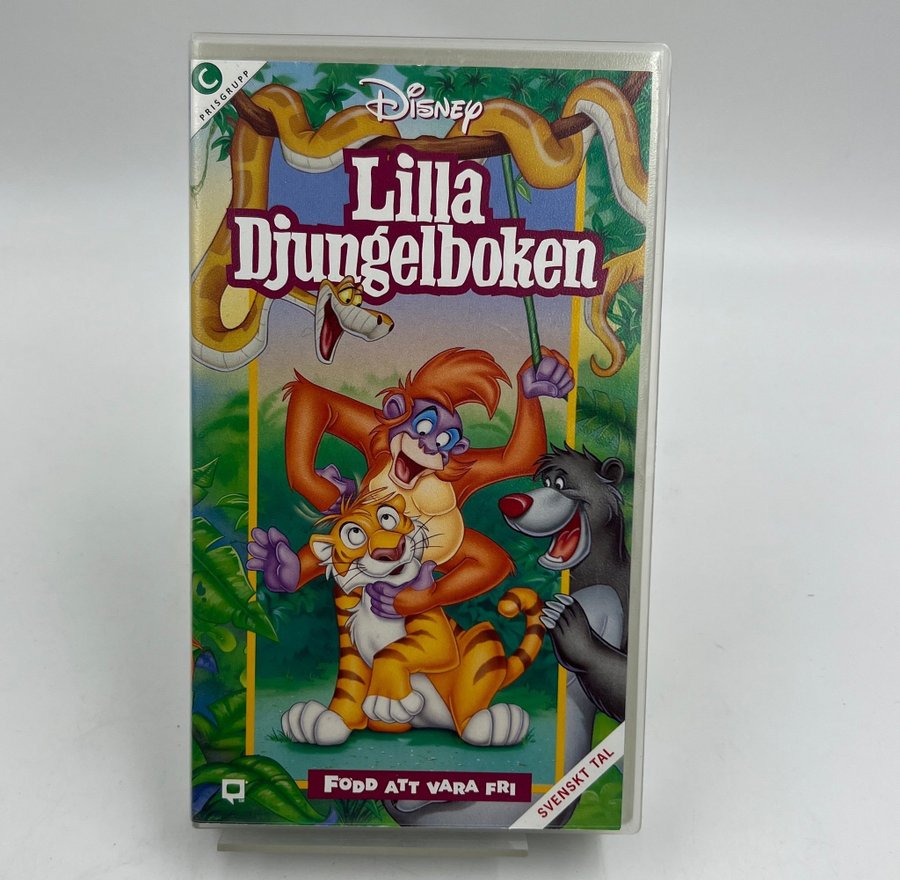 C
PRISGRUPP
Disney
Lilla
Djungelboken
FÖDD ATT VARA FRI
SVENSKT TAL